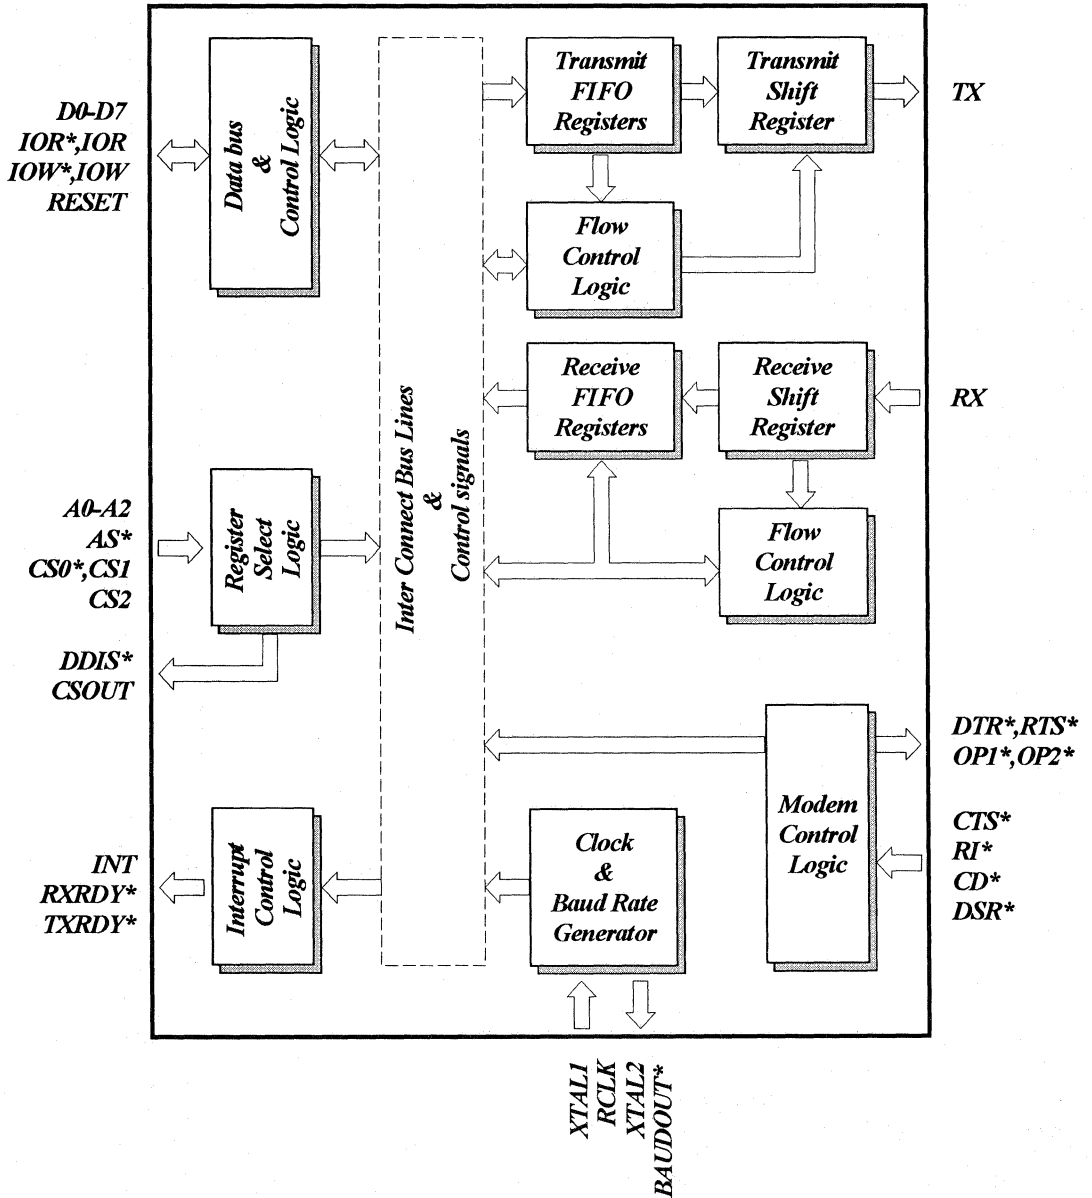 D0-D7
IOR*,IOR
IOW*,IOW
RESET
Data bus
&
Control Logic
A0-A2
AS*
CS0*,CS1
CS2
Register
Select
Logic
DDIS*
CSOUT
INT
RXRDY*
TXRDY*
Interrupt
Control
Logic
Inter Connect Bus Lines
&
Control signals
Transmit
FIFO
Registers
Transmit
Shift
Register
TX
Flow
Control
Logic
Receive
FIFO
Registers
Receive
Shift
Register
RX
Flow
Control
Logic
Modem
Control
Logic
DTR*,RTS*
OP1*,OP2*
CTS*
RI*
CD*
DSR*
Clock
&
Baud Rate
Generator
XTAL1
RCLK
XTAL2
BAUDOUT*